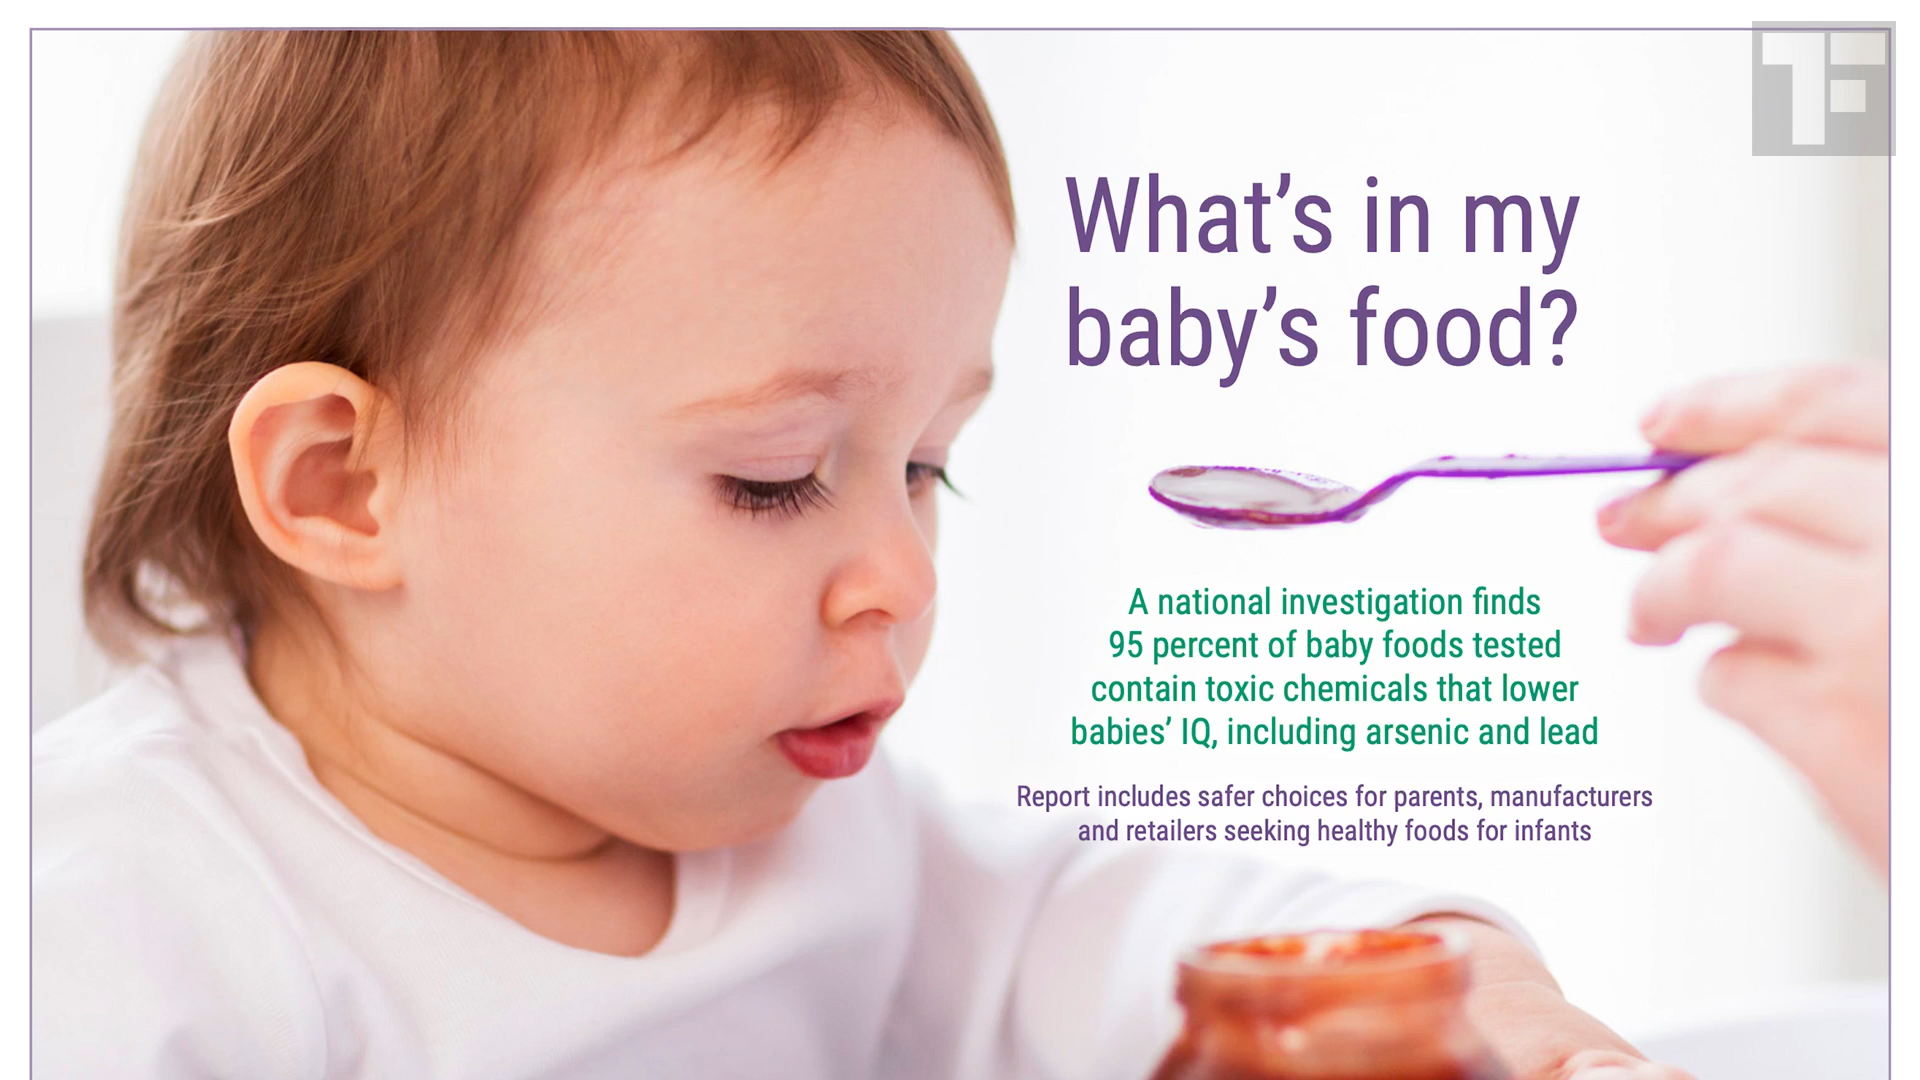 TF
What’s in my
baby’s food?
A national investigation finds
95 percent of baby foods tested
contain toxic chemicals that lower
babies’ IQ, including arsenic and lead
Report includes safer choices for parents, manufacturers
and retailers seeking healthy foods for infants